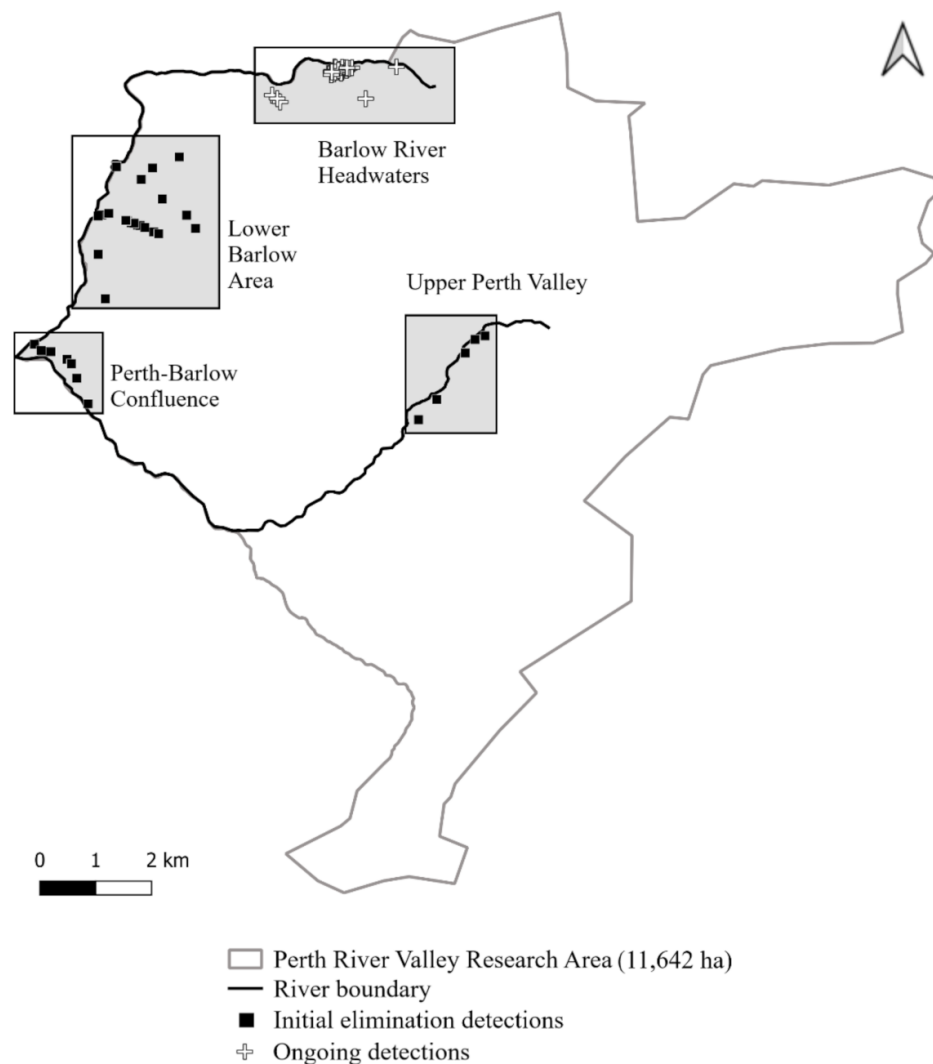 Barlow River
Headwaters
Lower
Barlow
Area
Upper Perth Valley
Perth-Barlow
Confluence
0 1 2 km
Perth River Valley Research Area (11,642 ha)
River boundary
Initial elimination detections
Ongoing detections